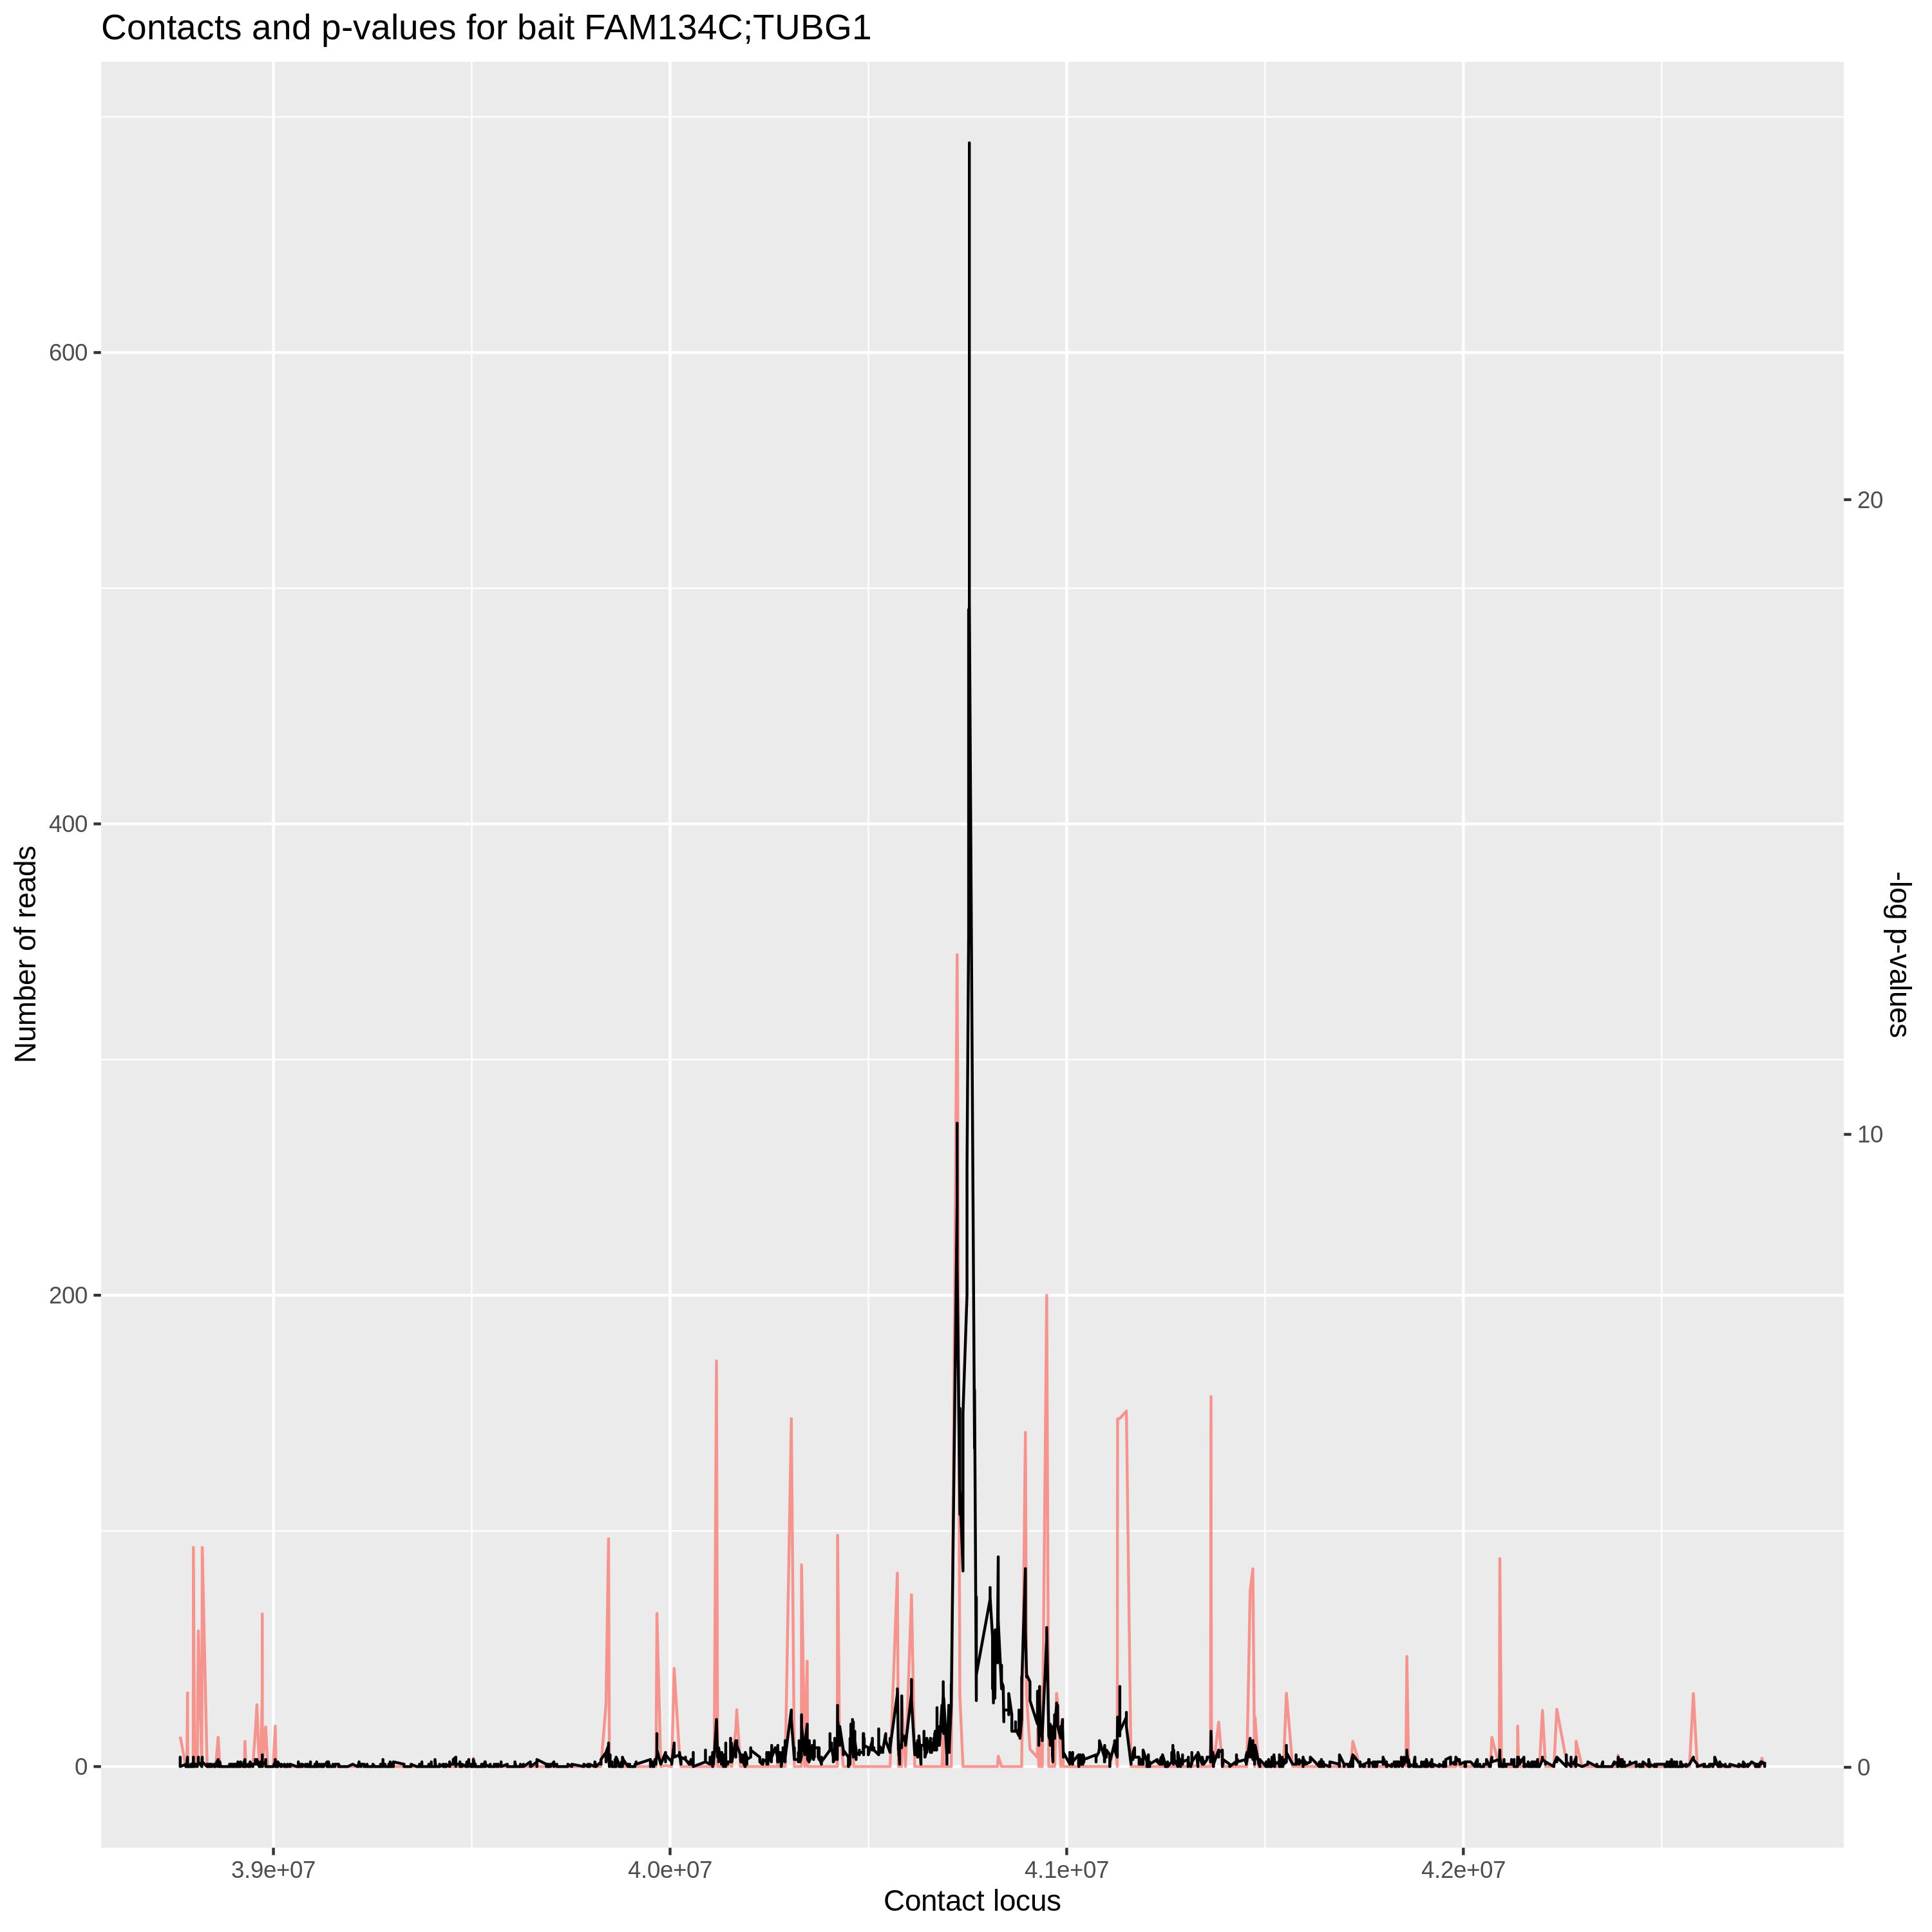 Contacts and p-values for bait FAM134C;TUBG1
Number of reads
600
400
200
0
20
10
0
-log p-values
3.9e+07
4.0e+07
4.1e+07
4.2e+07
Contact locus